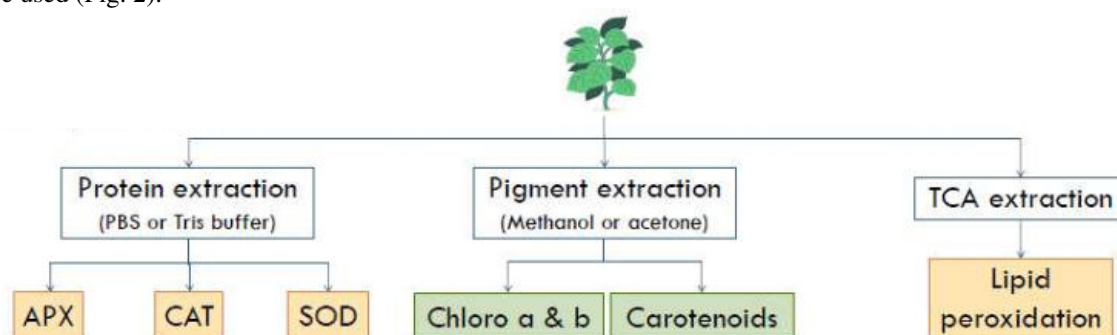 e used (Fig. 2).
Protein extraction
(PBS or Tris buffer)
Pigment extraction
(Methanol or acetone)
TCA extraction
APX
CAT
SOD
Chloro a & b
Carotenoids
Lipid
peroxidation